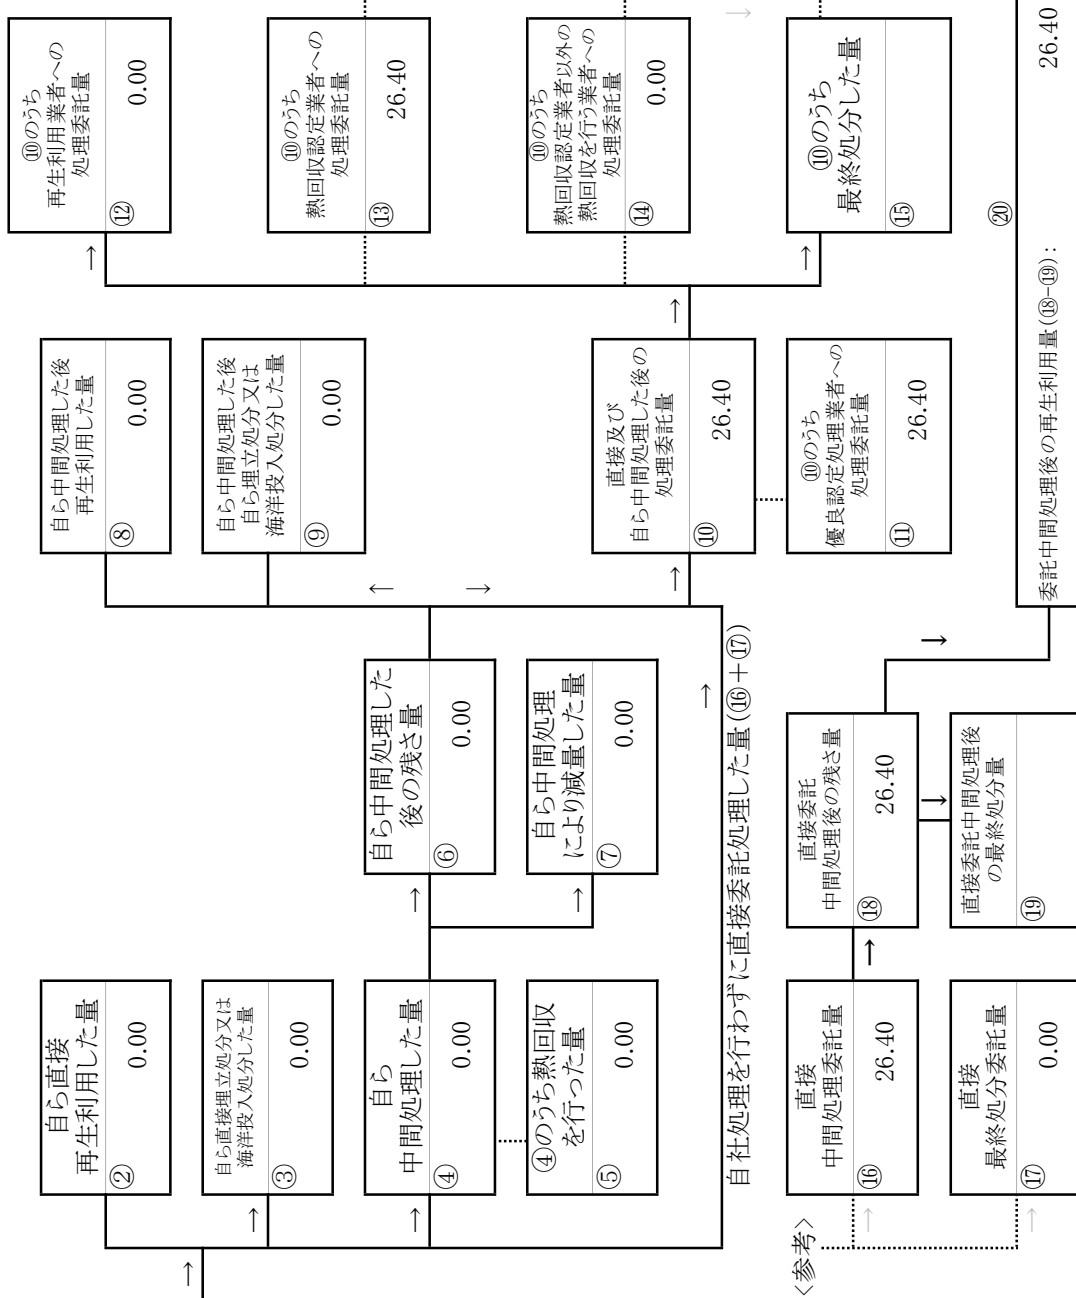 自ら直接
再生利用した量
②
0.00
自ら直接埋立処分又は
海洋投入処分した量
③
0.00
自ら
中間処理した量
④
0.00
④のうち熱回収
を行った量
⑤
0.00
自ら中間処理した
後の残さ量
⑥
0.00
自ら中間処理
により減量した量
⑦
0.00
自ら中間処理した後
再生利用した量
⑧
0.00
自ら中間処理した後
自ら埋立処分又は
海洋投入処分した量
⑨
0.00
直接及び
自ら中間処理した後の
処理委託量
⑩
26.40
⑩のうち
優良認定処理業者への
処理委託量
⑪
26.40
⑩のうち
再生利用業者への
処理委託量
⑫
0.00
⑩のうち
熱回収認定業者への
処理委託量
⑬
26.40
⑩のうち
熱回収認定業者以外の
熱回収を行う業者への
処理委託量
⑭
0.00
⑩のうち
最終処分した量
⑮
自社処理を行わずに直接委託処理した量(⑯+⑰)
<参考>
直接
中間処理委託量
⑯
26.40
直接
最終処分委託量
⑰
0.00
直接委託
中間処理後の残さ量
⑱
26.40
直接委託中間処理後
の最終処分量
⑲
⑳
委託中間処理後の再生利用量(⑱-⑲):
26.40